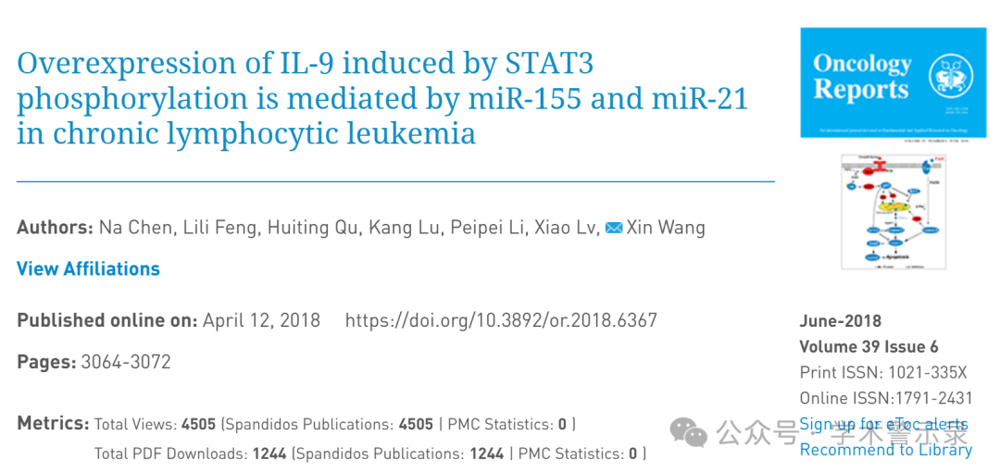 Overexpression of IL-9 induced by STAT3
phosphorylation is mediated by miR-155 and miR-21
in chronic lymphocytic leukemia
Authors: Na Chen, Lili Feng, Huiting Qu, Kang Lu, Peipei Li, Xiao Lv, Xin Wang
View Affiliations
Published online on: April 12, 2018 https://doi.org/10.3892/or.2018.6367
Pages: 3064-3072
Metrics: Total Views: 4505 (Spandidos Publications: 4505 | PMC Statistics: 0 )
Total PDF Downloads: 1244 (Spandidos Publications: 1244 | PMC Statistics: 0 )
Oncology
Reports
Apoptosis
June-2018
Volume 39 Issue 6
Print ISSN: 1021-335X
Online ISSN:1791-2431
Sign up for eToc alerts
Recommend to Library
公众号·学术警示录